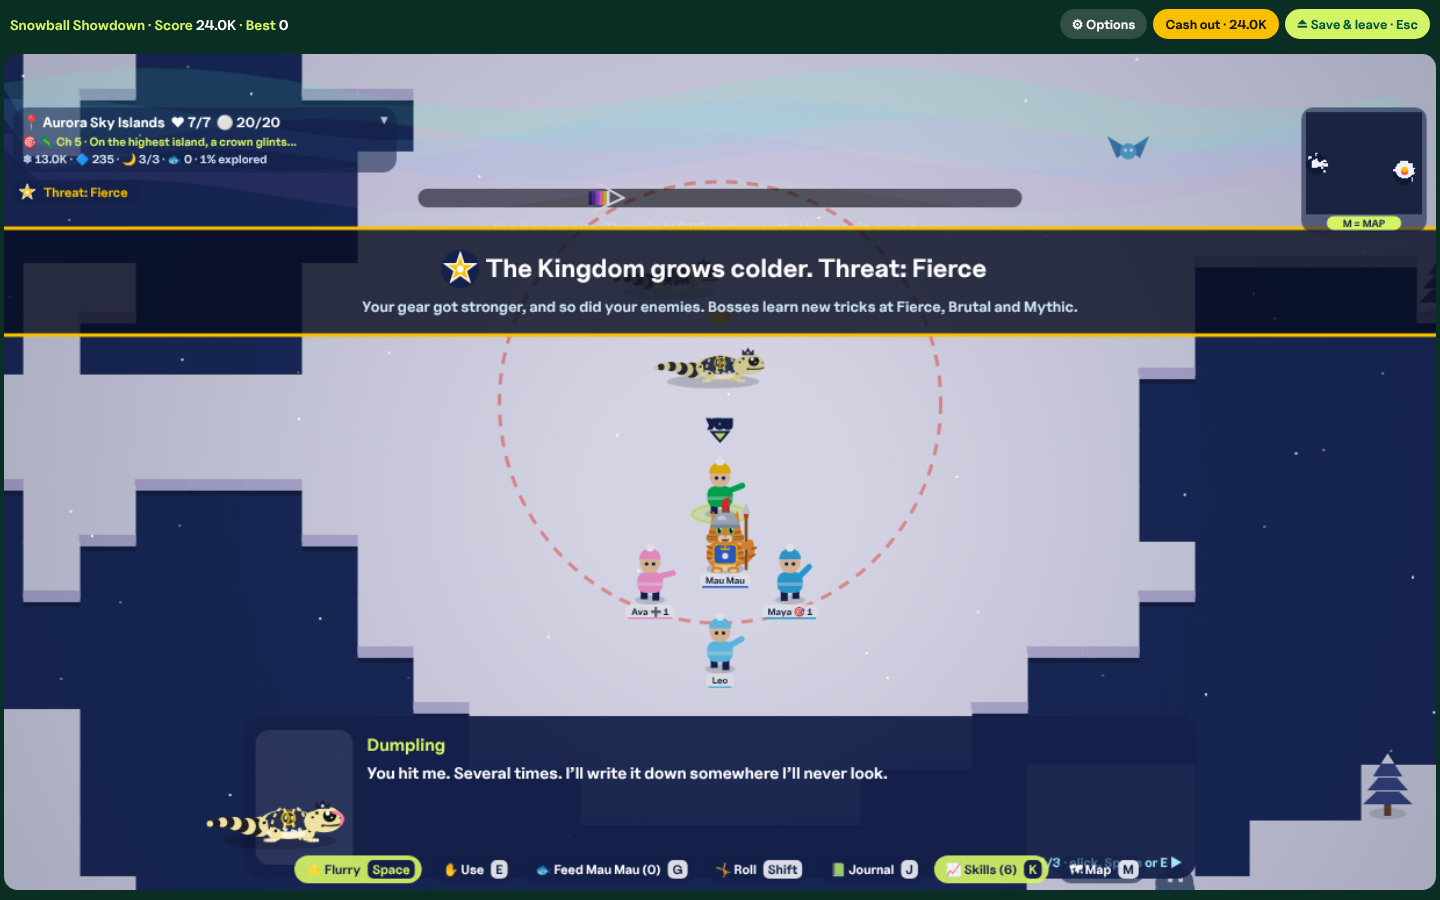 Snowball Showdown · Score 24.0K · Best 0
Options
Cash out · 24.0K
Save & leave · Esc
Aurora Sky Islands 7/7 20/20
Ch 5 · On the highest island, a crown glints...
13.0K · 235 · 3/3 · 0 · 1% explored
Threat: Fierce
M = MAP
The Kingdom grows colder. Threat: Fierce
Your gear got stronger, and so did your enemies. Bosses learn new tricks at Fierce, Brutal and Mythic.
Mau Mau
Ava 1
Maya 1
Leo
Dumpling
You hit me. Several times. I'll write it down somewhere I'll never look.
/3 · click, Space or E
Flurry Space
Use E
Feed Mau Mau (0) G
Roll Shift
Journal J
Skills (6) K
Map M